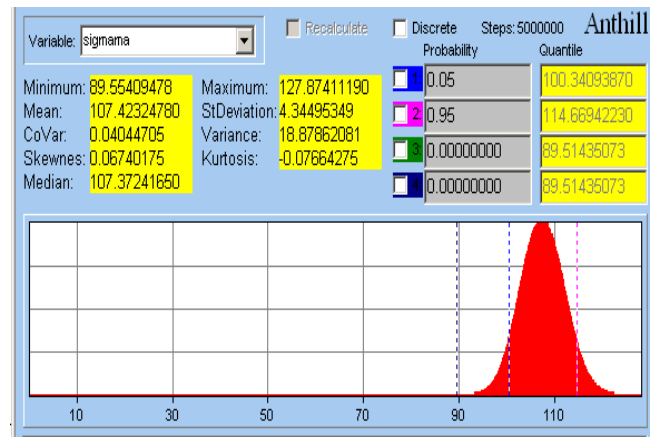 Variable: sigmama
Recalculate
Discrete Steps: 5000000 Anthill
Probability Quantile
Minimum: 89.55409478 Maximum: 127.87411190
1 0.05 100.34093870
Mean: 107.42324780 StDeviation: 4.34495349
2 0.95 114.66942230
CoVar: 0.04044705 Variance: 18.87862081
Skewnes: 0.06740175 Kurtosis: -0.07664275
3 0.00000000 89.51435073
Median: 107.37241650
4 0.00000000 89.51435073
10 30 50 70 90 110